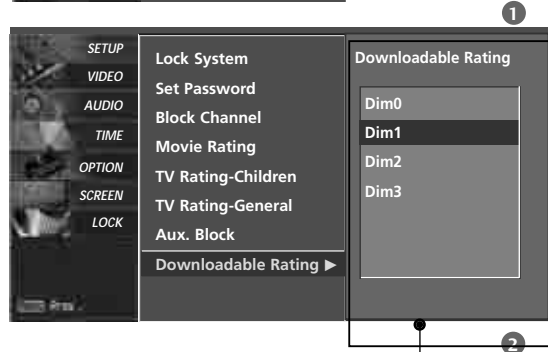 1
SETUP
VIDEO
AUDIO
TIME
OPTION
SCREEN
LOCK
Lock System
Set Password
Block Channel
Movie Rating
TV Rating-Children
TV Rating-General
Aux. Block
Downloadable Rating ▶
Downloadable Rating
Dim0
Dim1
Dim2
Dim3
2